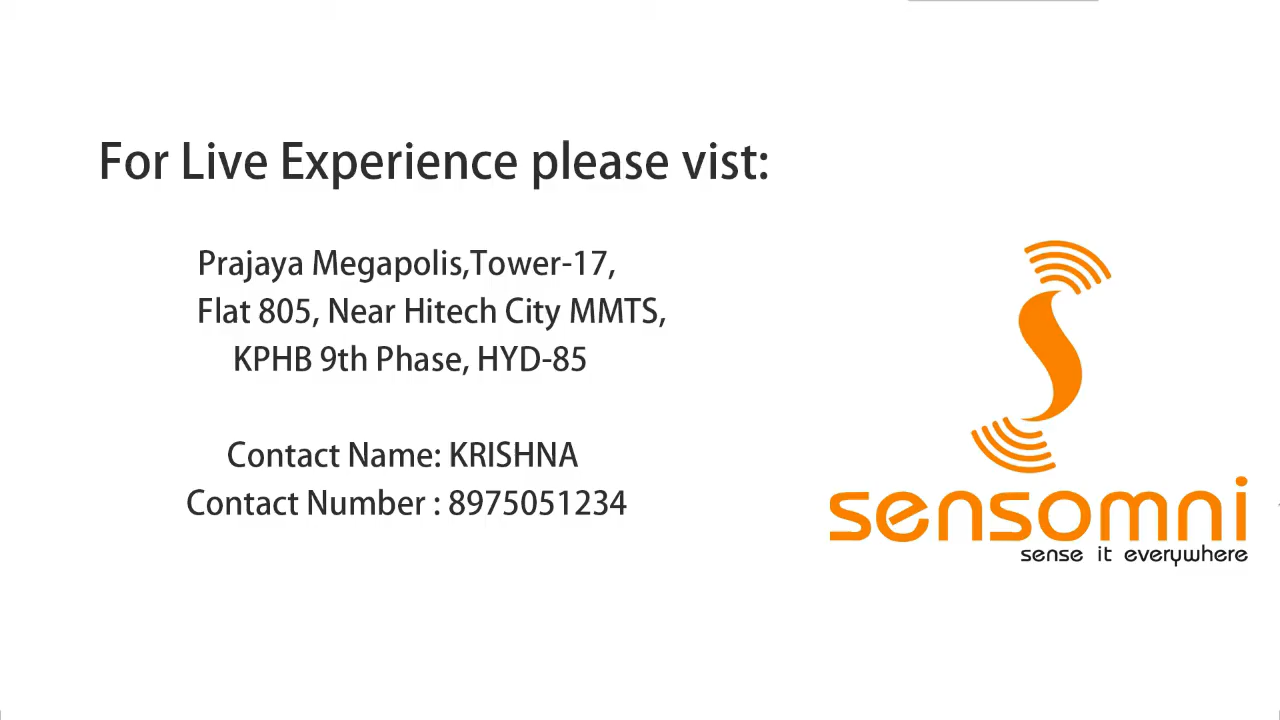 For Live Experience please vist:
Prajaya Megapolis,Tower-17,
Flat 805, Near Hitech City MMTS,
KPHB 9th Phase, HYD-85
Contact Name: KRISHNA
Contact Number : 8975051234
sensomni
sense it everywhere